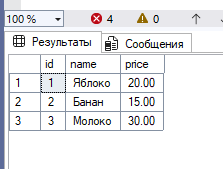 100 % 4 0
Результаты Сообщения
id name price
1 1 Яблоко 20.00
2 2 Банан 15.00
3 3 Молоко 30.00